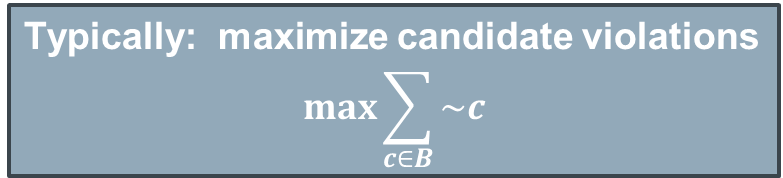 Typically: maximize candidate violations
max ∑ ~c
c∈B